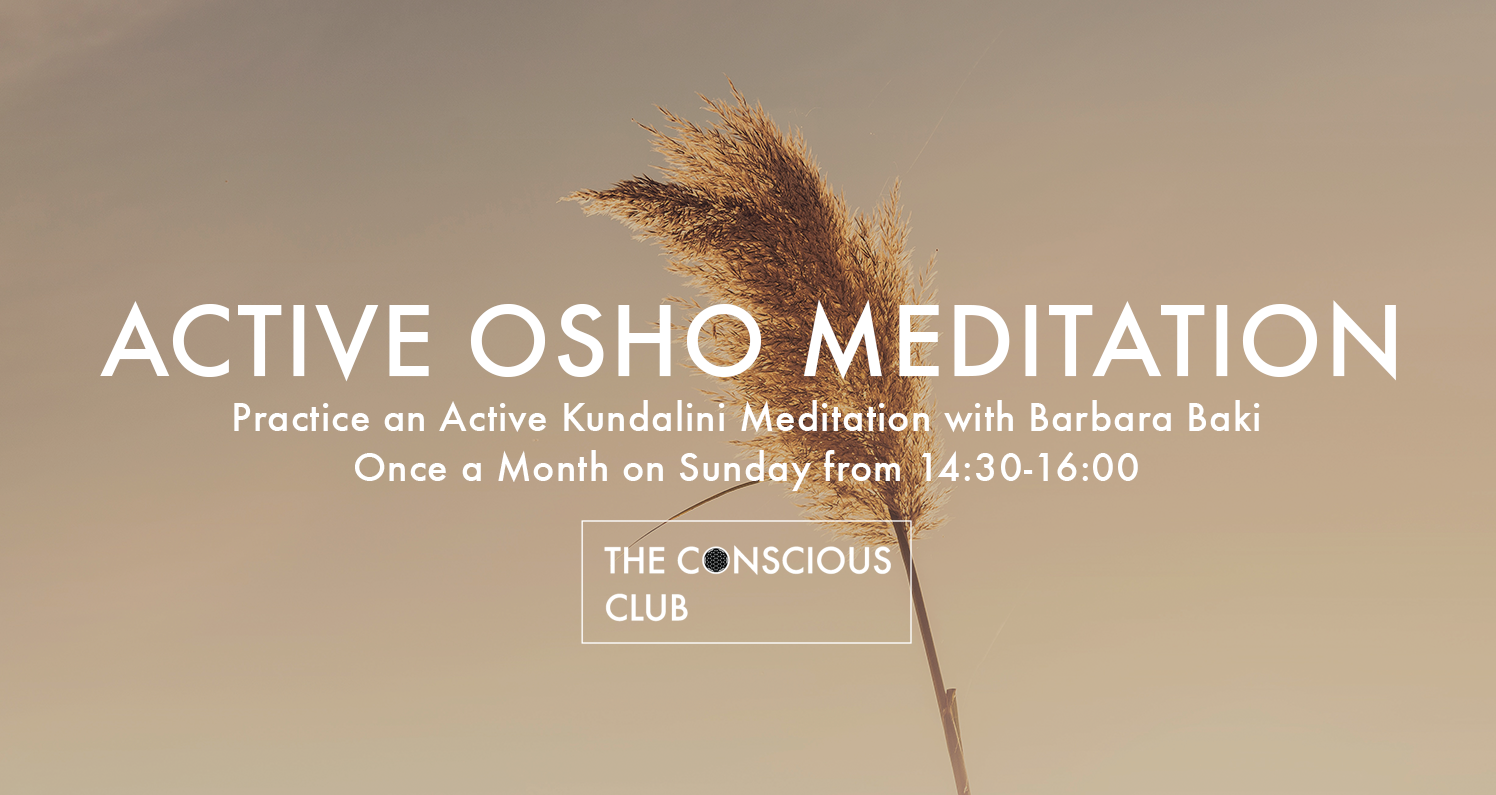 ACTIVE OSHO MEDITATION
Practice an Active Kundalini Meditation with Barbara Baki
Once a Month on Sunday from 14:30-16:00
THE CONSCIOUS
CLUB